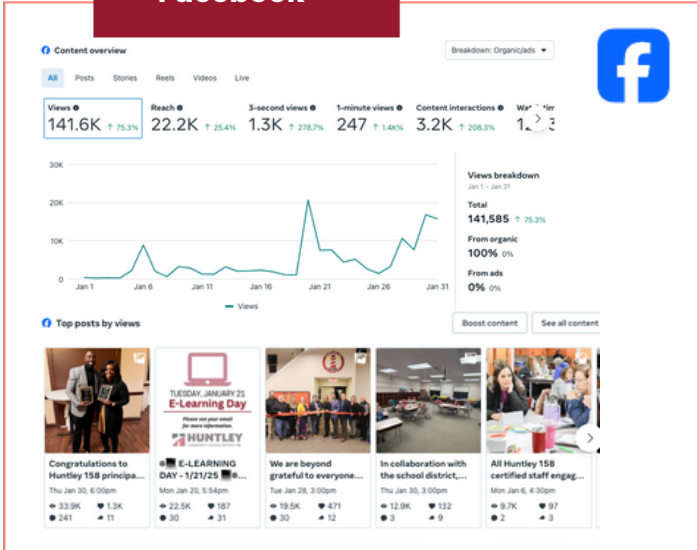 Facebook
Content overview
Breakdown: Organic/ads
All Posts Stories Reels Videos Live
Views Reach 3-second views 1-minute views Content interactions
141.6K ↑ 75.3% 22.2K ↑ 25.4% 1.3K ↑ 278.7% 247 ↑ 1.4K% 3.2K ↑ 208.3%
30K
20K
10K
0
Jan 1 Jan 6 Jan 11 Jan 16 Jan 21 Jan 26 Jan 31
Views
Views breakdown
Jan 1 – Jan 31
Total
141,585 ↑ 75.3%
From organic
100% 0%
From ads
0% 0%
Top posts by views
Boost content See all content
TUESDAY, JANUARY 21
E-Learning Day
Please see your email
for more information.
HUNTLEY
Congratulations to
Huntley 158 principa...
Thu Jan 30, 6:00pm
33.9K 1.3K
241 11
E-LEARNING
DAY - 1/21/25
Mon Jan 20, 5:54pm
22.5K 187
30 31
We are beyond
grateful to everyone...
Tue Jan 28, 3:00pm
19.5K 471
30 12
In collaboration with
the school district,...
Thu Jan 30, 3:00pm
12.9K 132
3 9
All Huntley 158
certified staff engag...
Mon Jan 6, 4:30pm
9.7K 97
2 3